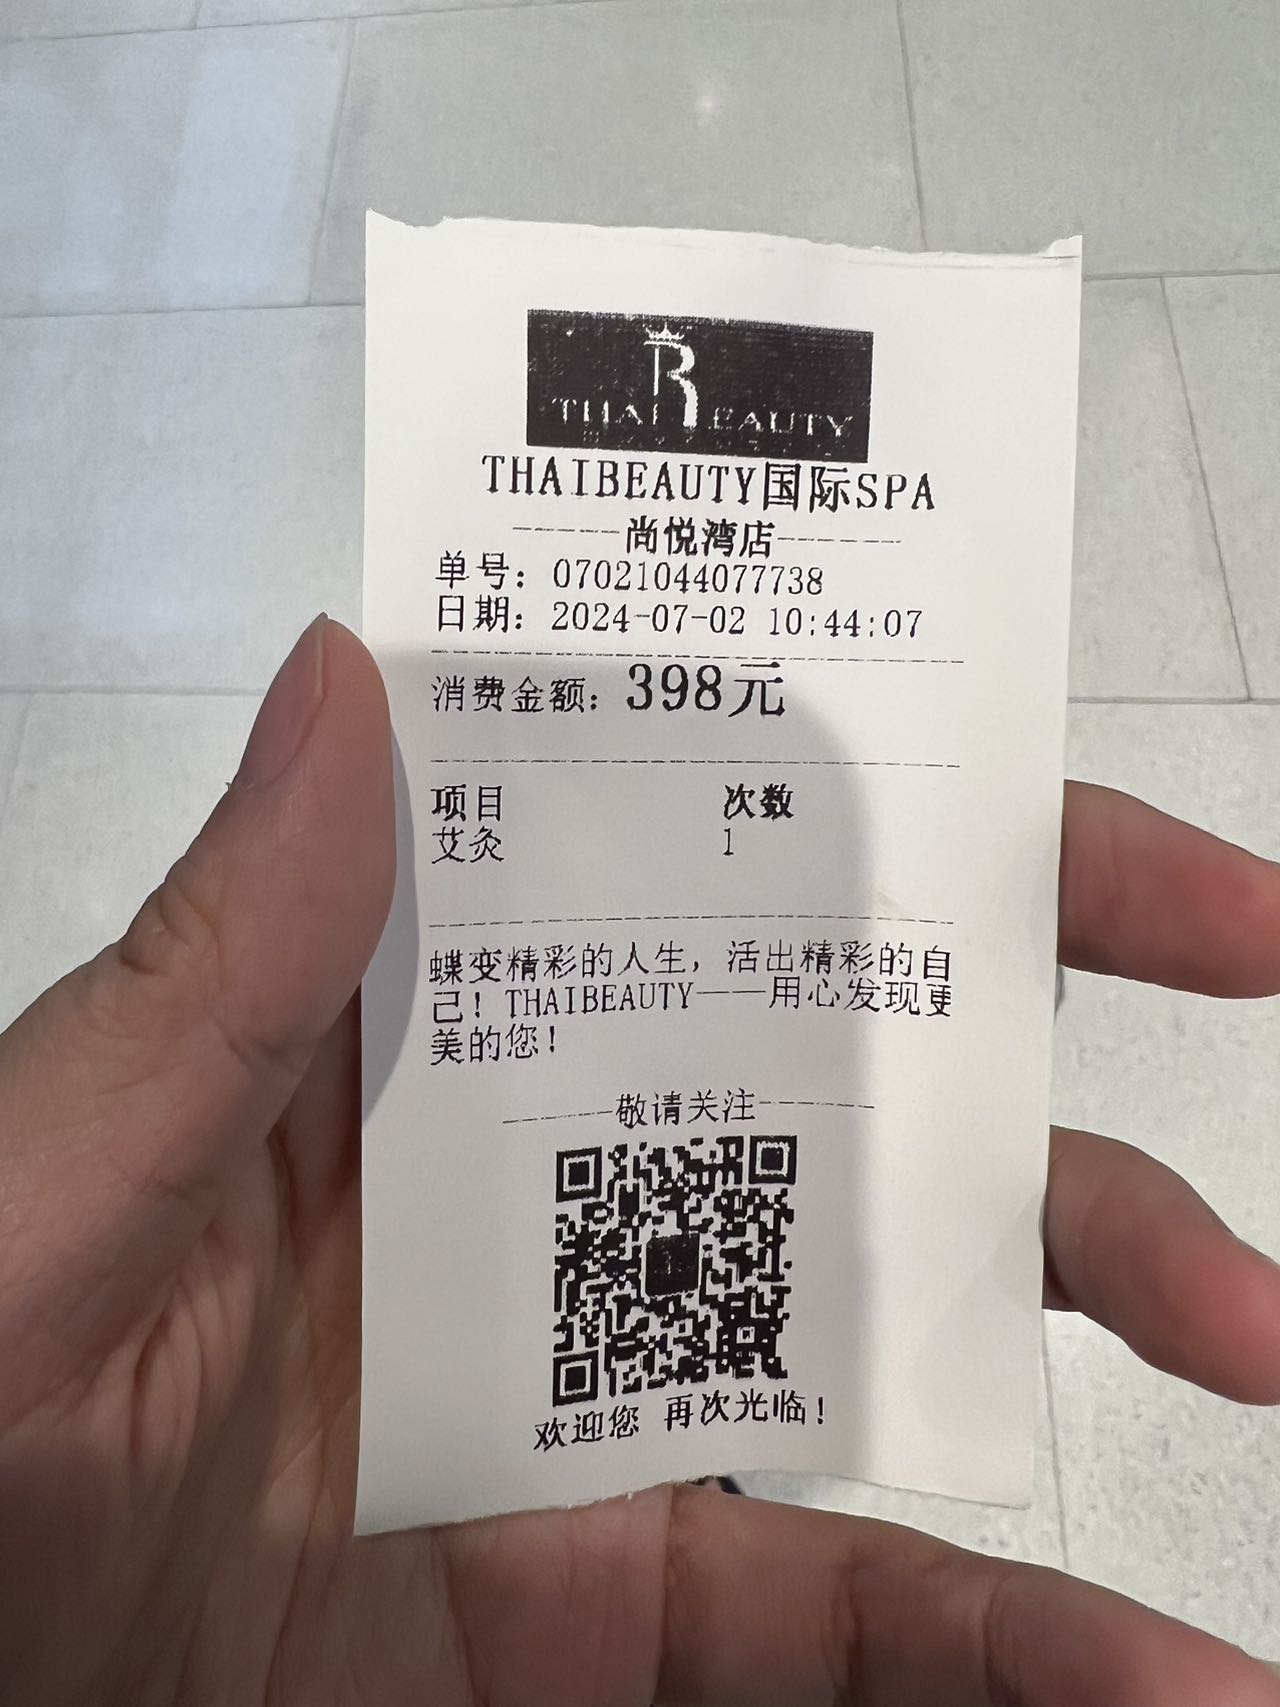 THAI BEAUTY
THAIBEAUTY国际SPA
尚悦湾店
单号: 07021044077738
日期: 2024-07-02 10:44:07
消费金额: 398元
项目 次数
艾灸 1
蝶变精彩的人生, 活出精彩的自
己! THAIBEAUTY——用心发现更
美的您!
敬请关注
欢迎您 再次光临!